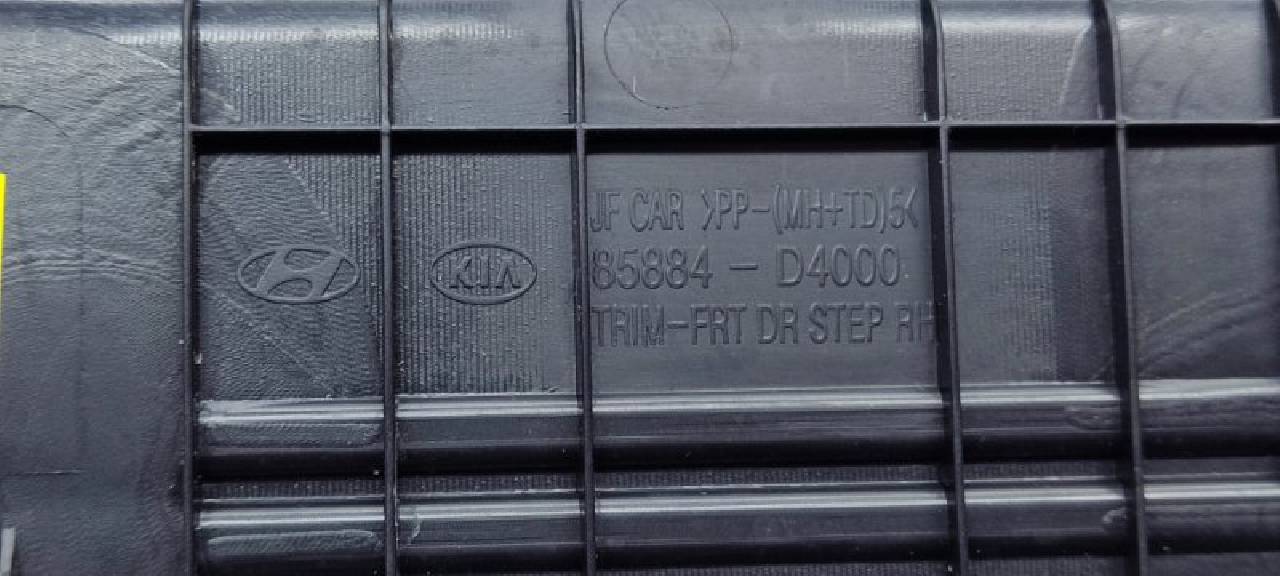 JF CAR >PP-(MH+TD)5<
KIA
85884 - D4000
TRIM-FRT DR STEP RH